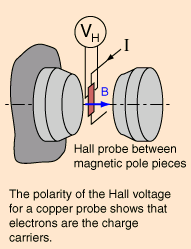 V_H
I
B
Hall probe between
magnetic pole pieces
The polarity of the Hall voltage
for a copper probe shows that
electrons are the charge
carriers.